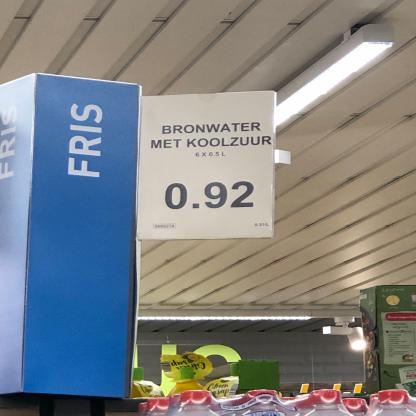 FRIS
FRIS
BRONWATER
MET KOOLZUUR
6 X 0.5 L
0.92